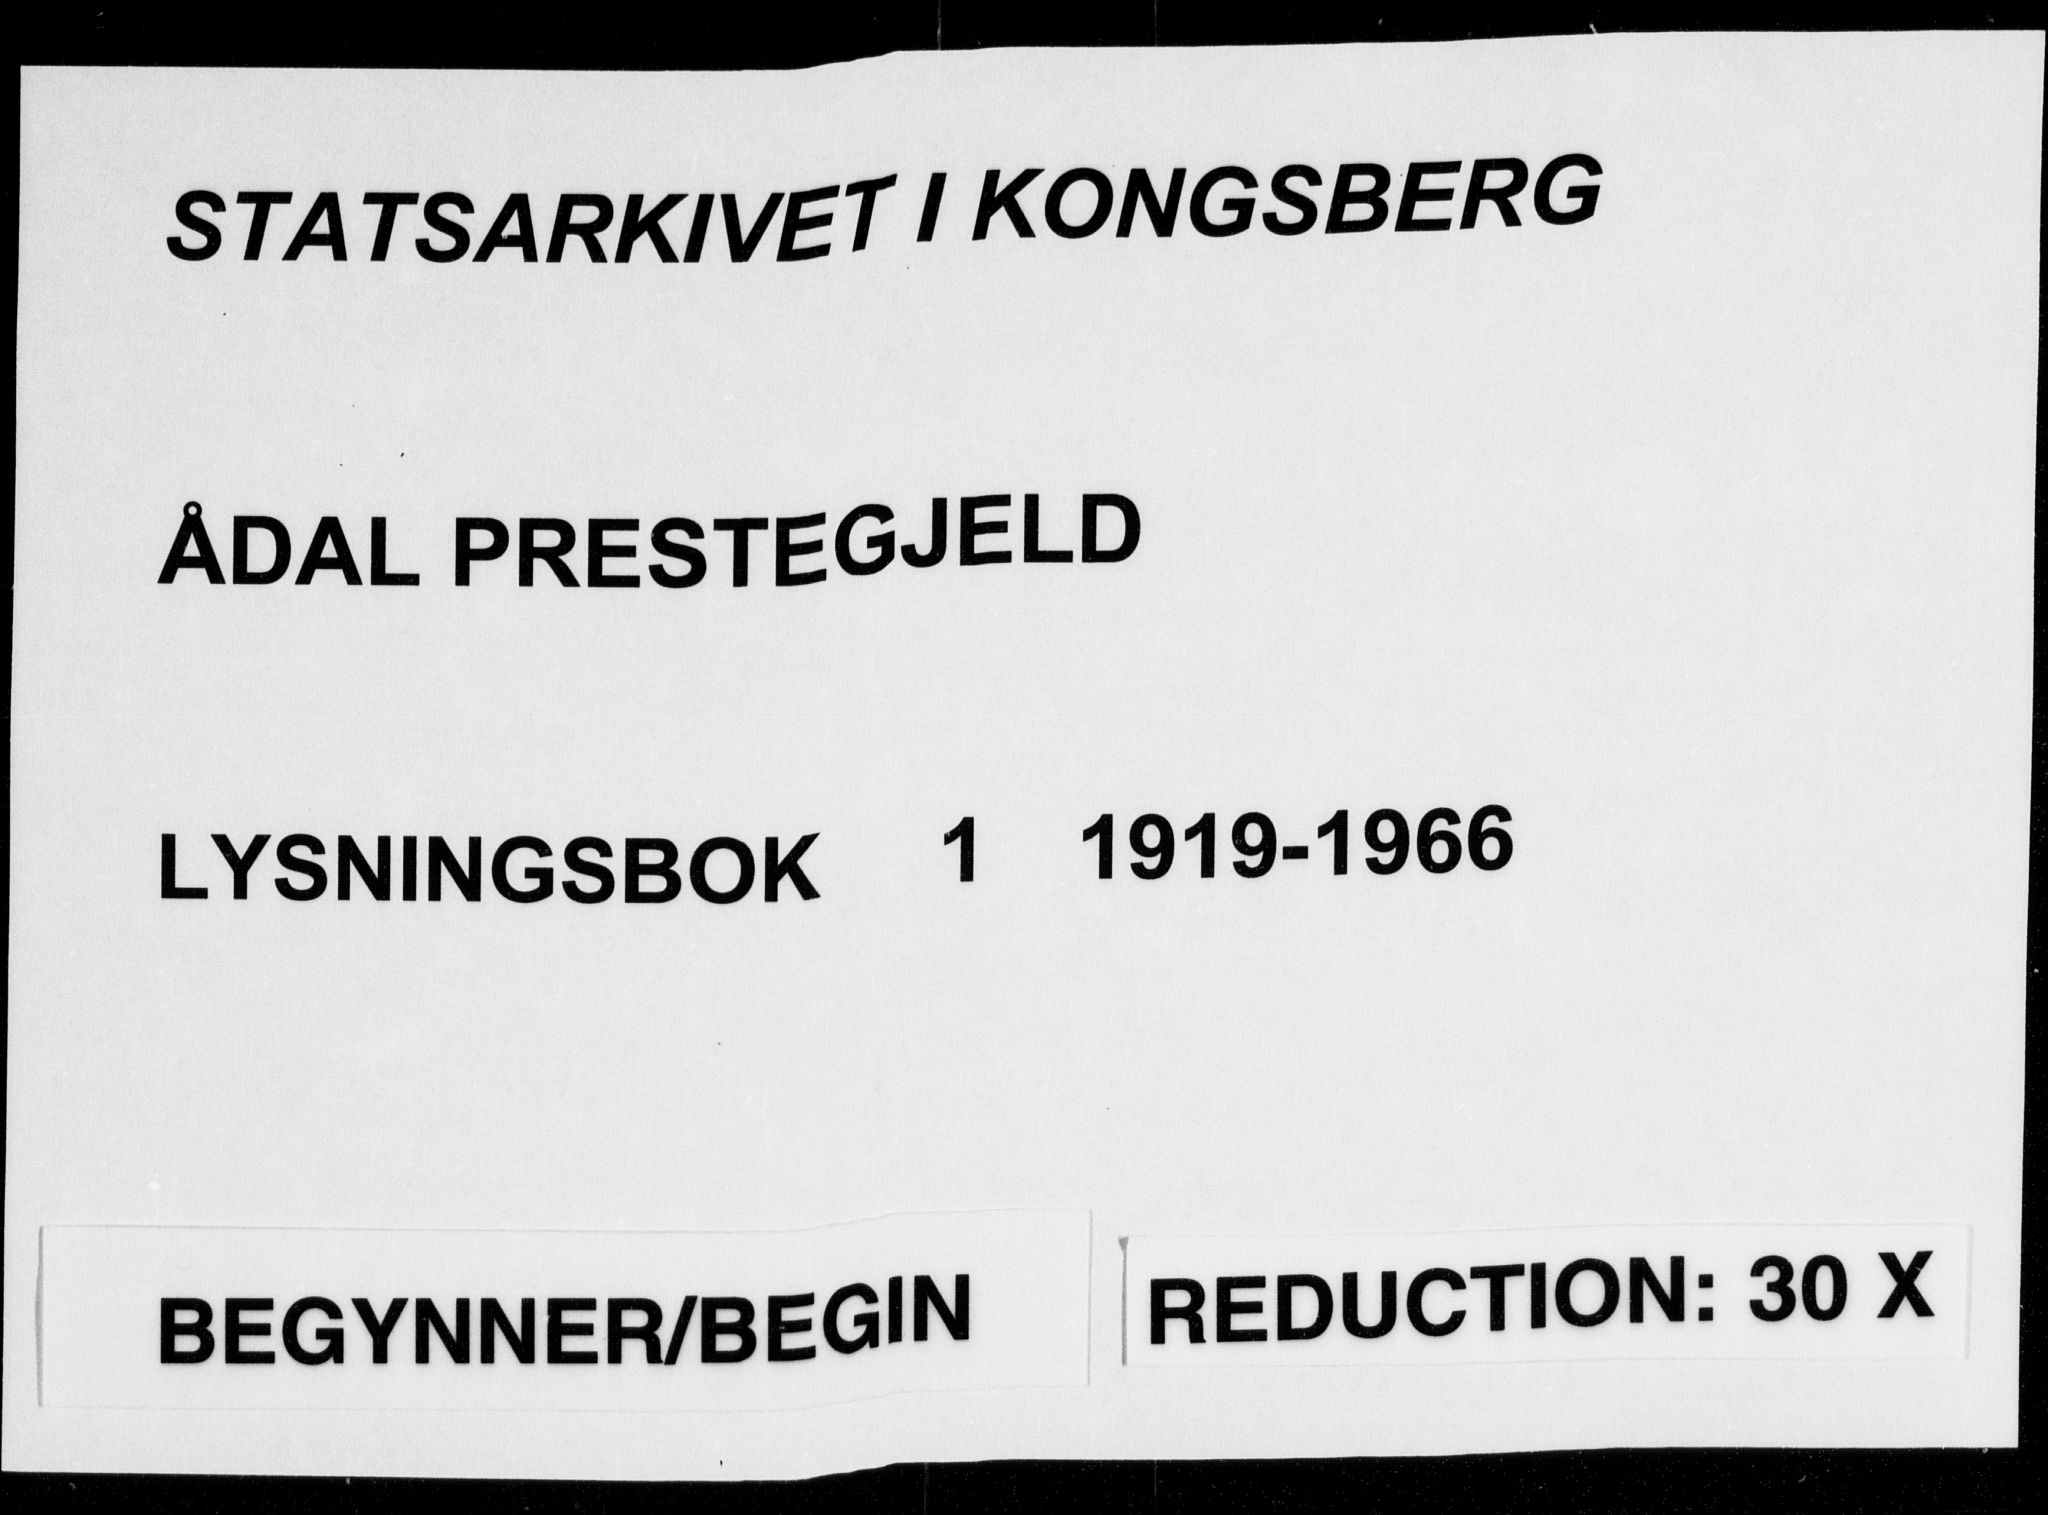 STATSARKIVET I KONGSBERG
ÅDAL PRESTEGJELD
LYSNINGSBOK 1 1919-1966
BEGYNNER/BEGIN
REDUCTION: 30 X